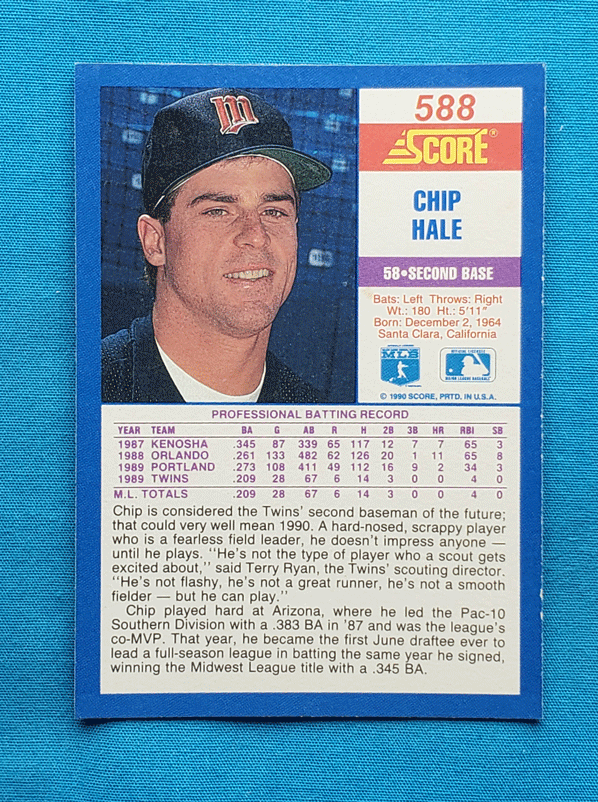 m
588
SCORE®
CHIP
HALE
58•SECOND BASE
Bats: Left Throws: Right
Wt.: 180 Ht.: 5'11"
Born: December 2, 1964
Santa Clara, California
OFFICIAL LICENSEE
MAJOR LEAGUE BASEBALL
© 1990 SCORE, PRTD. IN U.S.A.
PROFESSIONAL BATTING RECORD
YEAR TEAM BA G AB R H 2B 3B HR RBI SB
1987 KENOSHA .345 87 339 65 117 12 7 7 65 3
1988 ORLANDO .261 133 482 62 126 20 1 11 65 8
1989 PORTLAND .273 108 411 49 112 16 9 2 34 3
1989 TWINS .209 28 67 6 14 3 0 0 4 0
M.L. TOTALS .209 28 67 6 14 3 0 0 4 0
Chip is considered the Twins' second baseman of the future;
that could very well mean 1990. A hard-nosed, scrappy player
who is a fearless field leader, he doesn't impress anyone —
until he plays. "He's not the type of player who a scout gets
excited about," said Terry Ryan, the Twins' scouting director.
"He's not flashy, he's not a great runner, he's not a smooth
fielder — but he can play."
Chip played hard at Arizona, where he led the Pac-10
Southern Division with a .383 BA in '87 and was the league's
co-MVP. That year, he became the first June draftee ever to
lead a full-season league in batting the same year he signed,
winning the Midwest League title with a .345 BA.